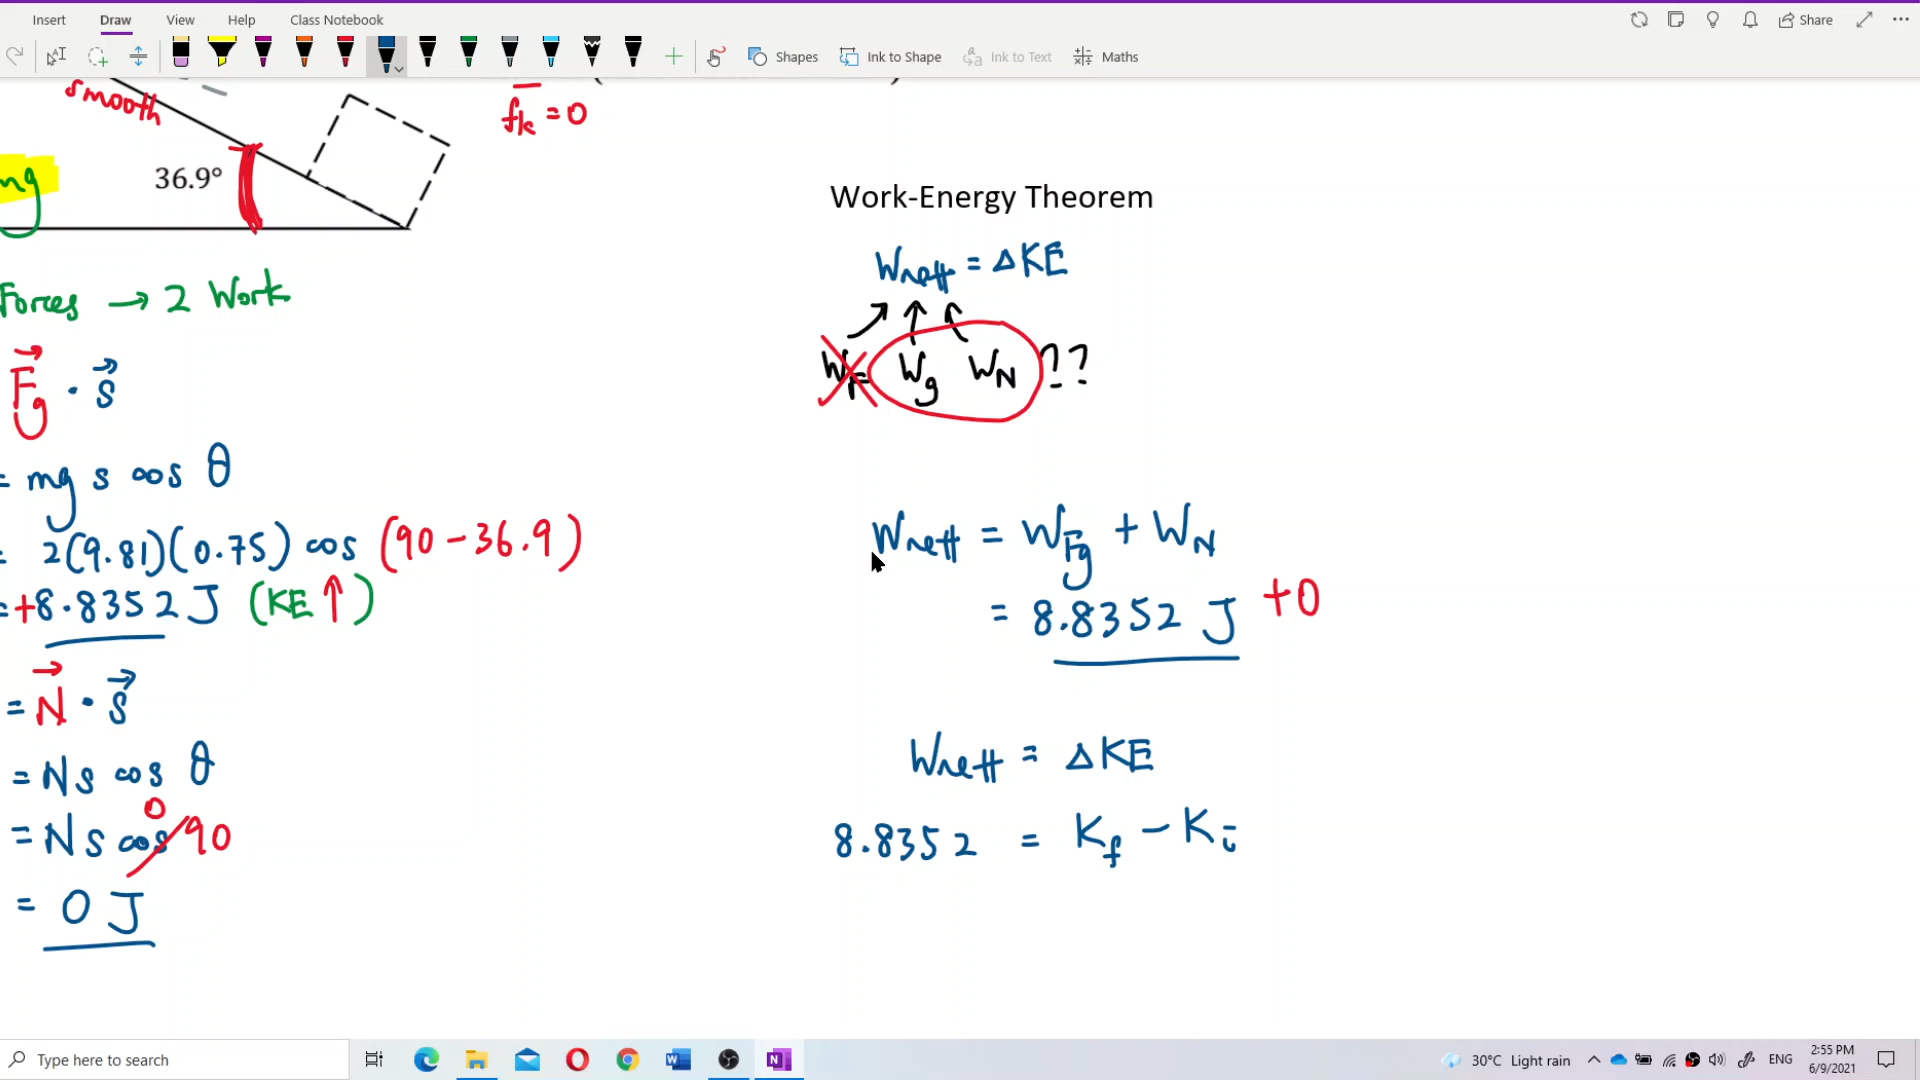 Insert Draw View Help Class Notebook Share
Shapes Ink to Shape Ink to Text Maths
smooth
fk = 0
mg
36.9°
Forces → 2 Work
Fg · s
= mg s cos θ
= 2(9.81)(0.75) cos (90 - 36.9)
= +8.8352 J (KE ↑)
= N · s
= Ns cos θ
0
= Ns cos 90
= 0 J
Work-Energy Theorem
Wnett = ΔKE
WF Wg WN ??
Wnett = WFg + WN
= 8.8352 J + 0
Wnett = ΔKE
8.8352 = Kf - Ki
Type here to search
30°C Light rain
ENG
2:55 PM
6/9/2021